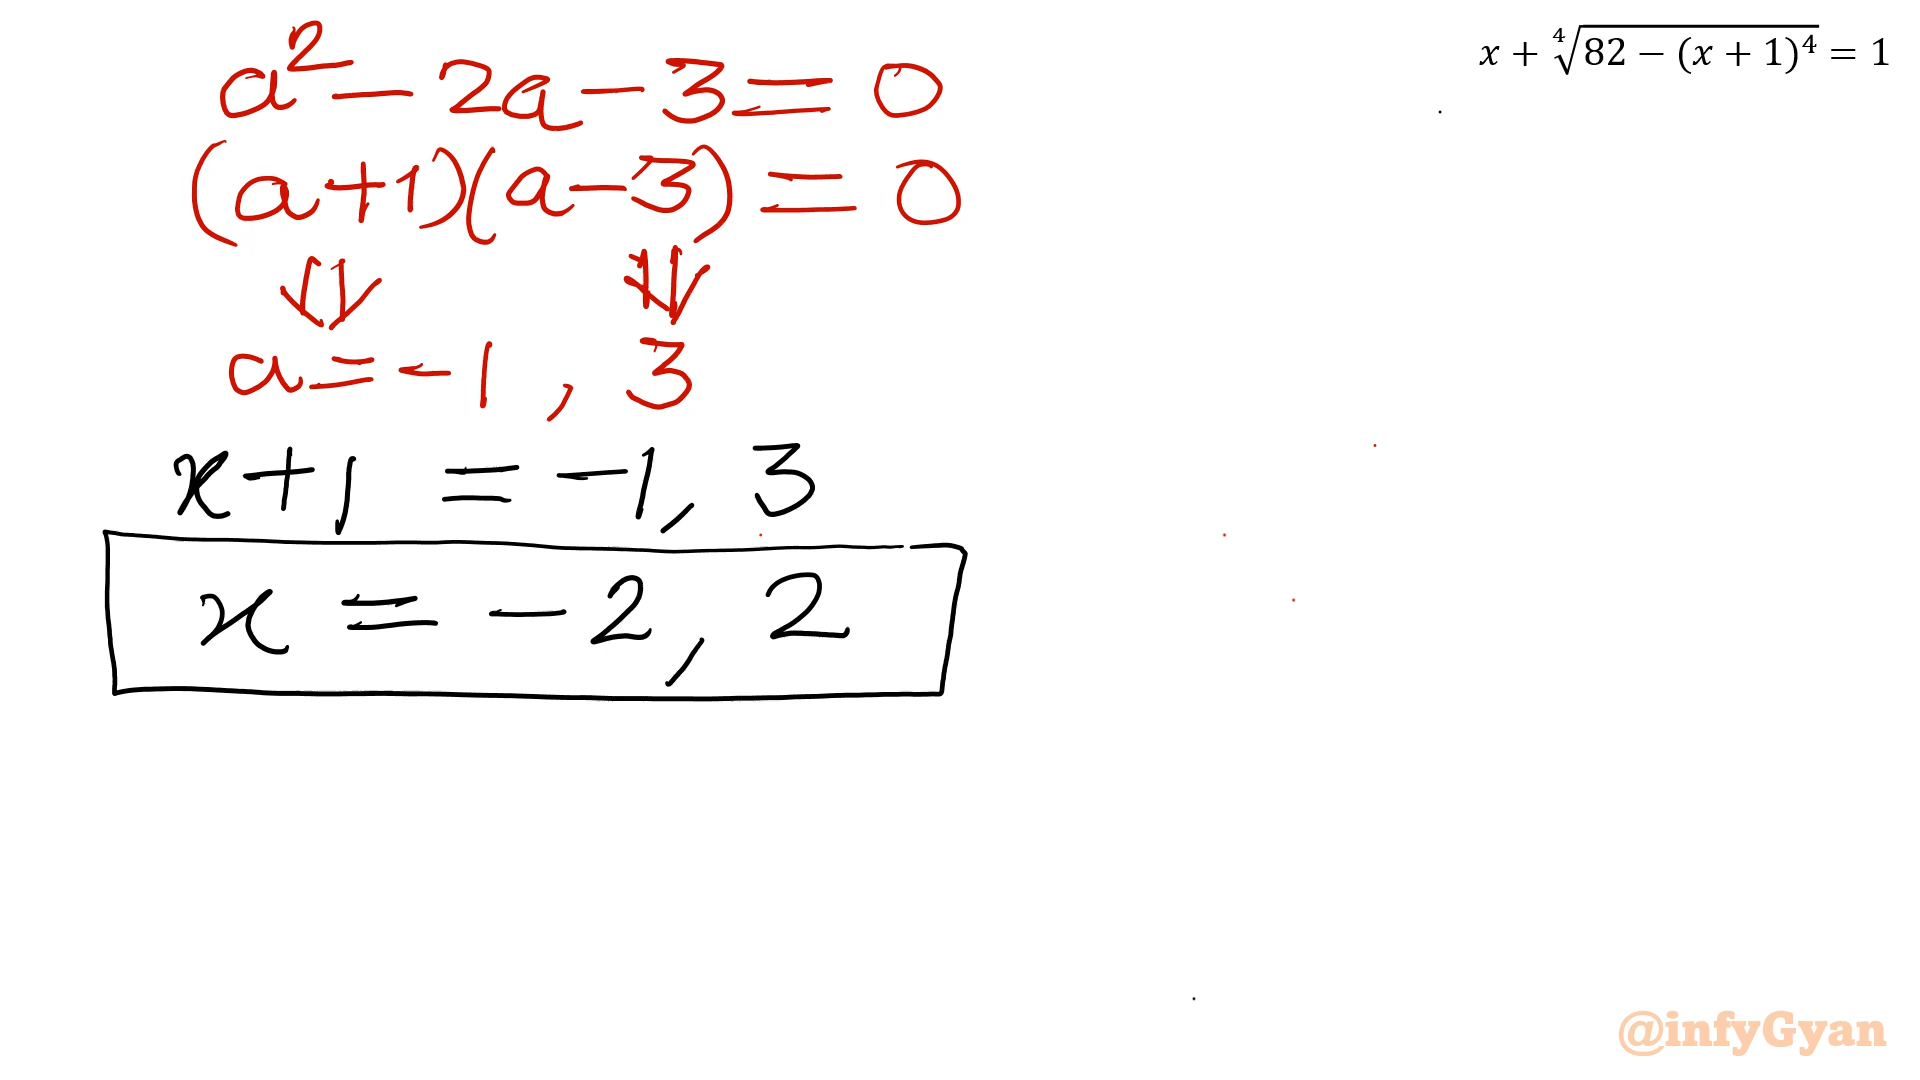 a² - 2a - 3 = 0
(a+1)(a-3) = 0
a = -1, 3
x+1 = -1, 3
x = -2, 2
x + ∜(82 − (x + 1)⁴) = 1
@infyGyan